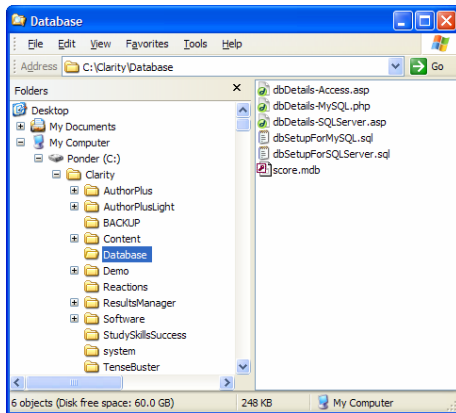 Database
File Edit View Favorites Tools Help
Address C:\Clarity\Database Go
Folders
Desktop
My Documents
My Computer
Ponder (C:)
Clarity
AuthorPlus
AuthorPlusLight
BACKUP
Content
Database
Demo
Reactions
ResultsManager
Software
StudySkillsSuccess
system
TenseBuster
dbDetails-Access.asp
dbDetails-MySQL.php
dbDetails-SQLServer.asp
dbSetupForMySQL.sql
dbSetupForSQLServer.sql
score.mdb
6 objects (Disk free space: 60.0 GB) 248 KB My Computer